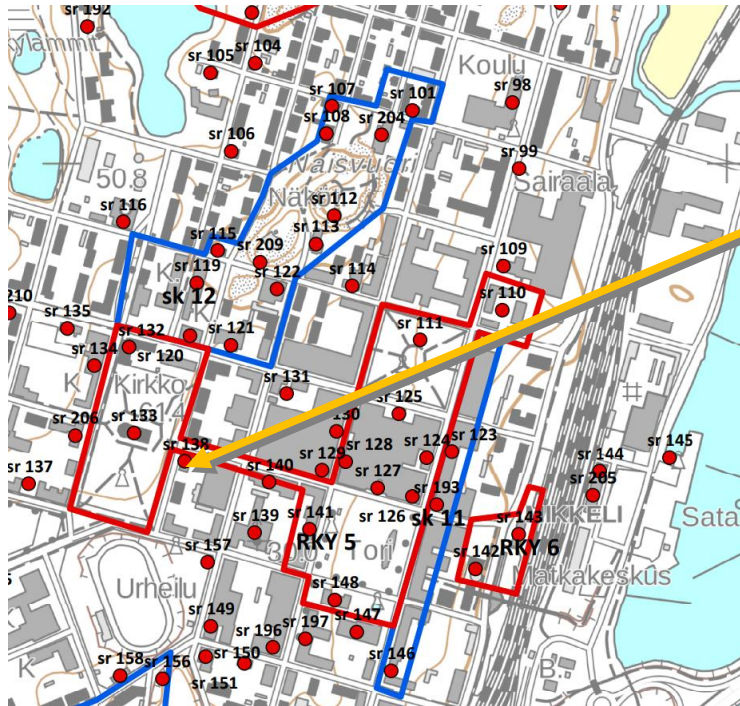 sr 192
kylammit
sr 104
sr 105
Koulu
sr 107
sr 101
sr 98
sr 108
sr 204
sr 106
sr 99
Naisvuori
50.8
Sairaala
Näkö
sr 112
sr 116
sr 113
sr 115
sr 109
sr 209
K
sr 119
sr 122
sr 114
sk 12
sr 110
210
K
sr 135
sr 132
sr 121
sr 111
sr 134
sr 120
K
Kirkko
sr 131
614
sr 125
sr 206
sr 133
130
sr 138
sr 128
sr 124
sr 123
sr 129
sr 144
sr 145
sr 137
sr 140
sr 127
sr 193
sr 205
sr 126
sk 11
sr 141
sr 143
IKKELI
sr 139
RKY 5
Tori
RKY 6
Sata
sr 157
sr 142
Urheilu
Matkakeskus
sr 148
sr 149
sr 147
sr 196
sr 197
K
sr 158
sr 156
sr 150
sr 146
B
sr 151